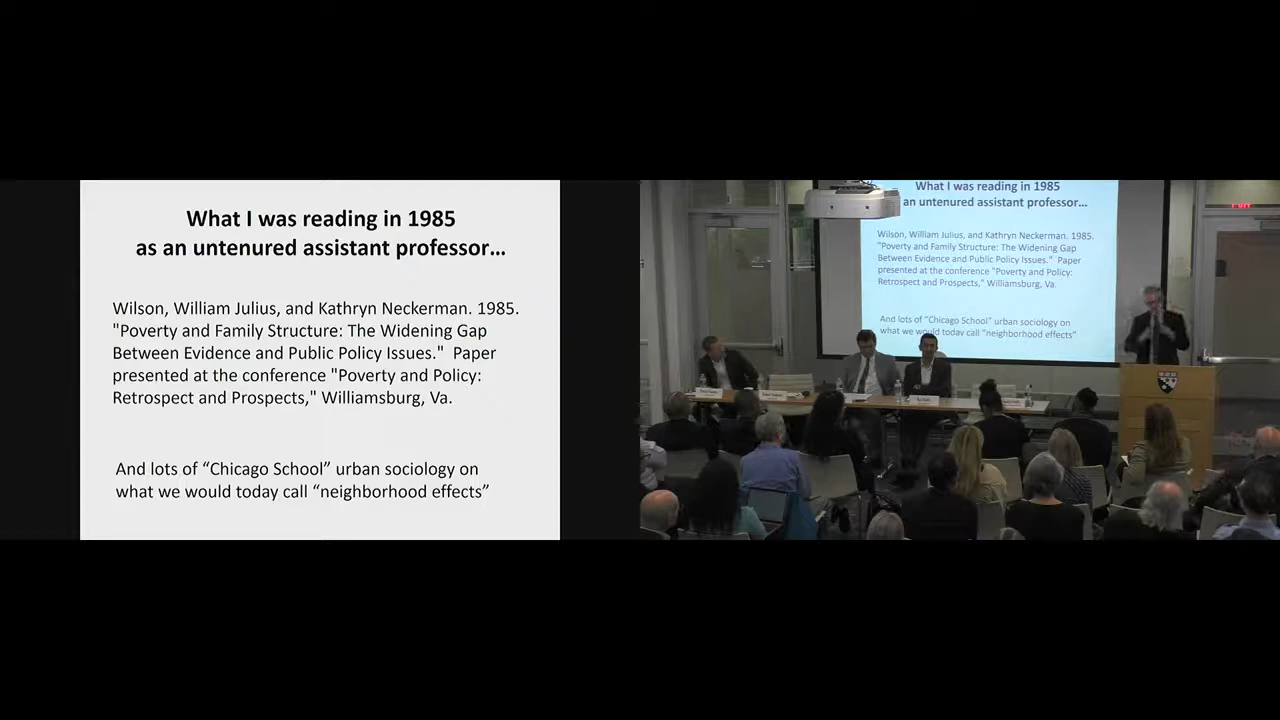 What I was reading in 1985
as an untenured assistant professor...
Wilson, William Julius, and Kathryn Neckerman. 1985.
"Poverty and Family Structure: The Widening Gap
Between Evidence and Public Policy Issues."  Paper
presented at the conference "Poverty and Policy:
Retrospect and Prospects," Williamsburg, Va.
And lots of “Chicago School” urban sociology on
what we would today call “neighborhood effects”
What I was reading in 1985
an untenured assistant professor...
Wilson, William Julius, and Kathryn Neckerman. 1985.
"Poverty and Family Structure: The Widening Gap
Between Evidence and Public Policy Issues."  Paper
presented at the conference "Poverty and Policy:
Retrospect and Prospects," Williamsburg, Va.
And lots of "Chicago School" urban sociology on
what we would today call "neighborhood effects"